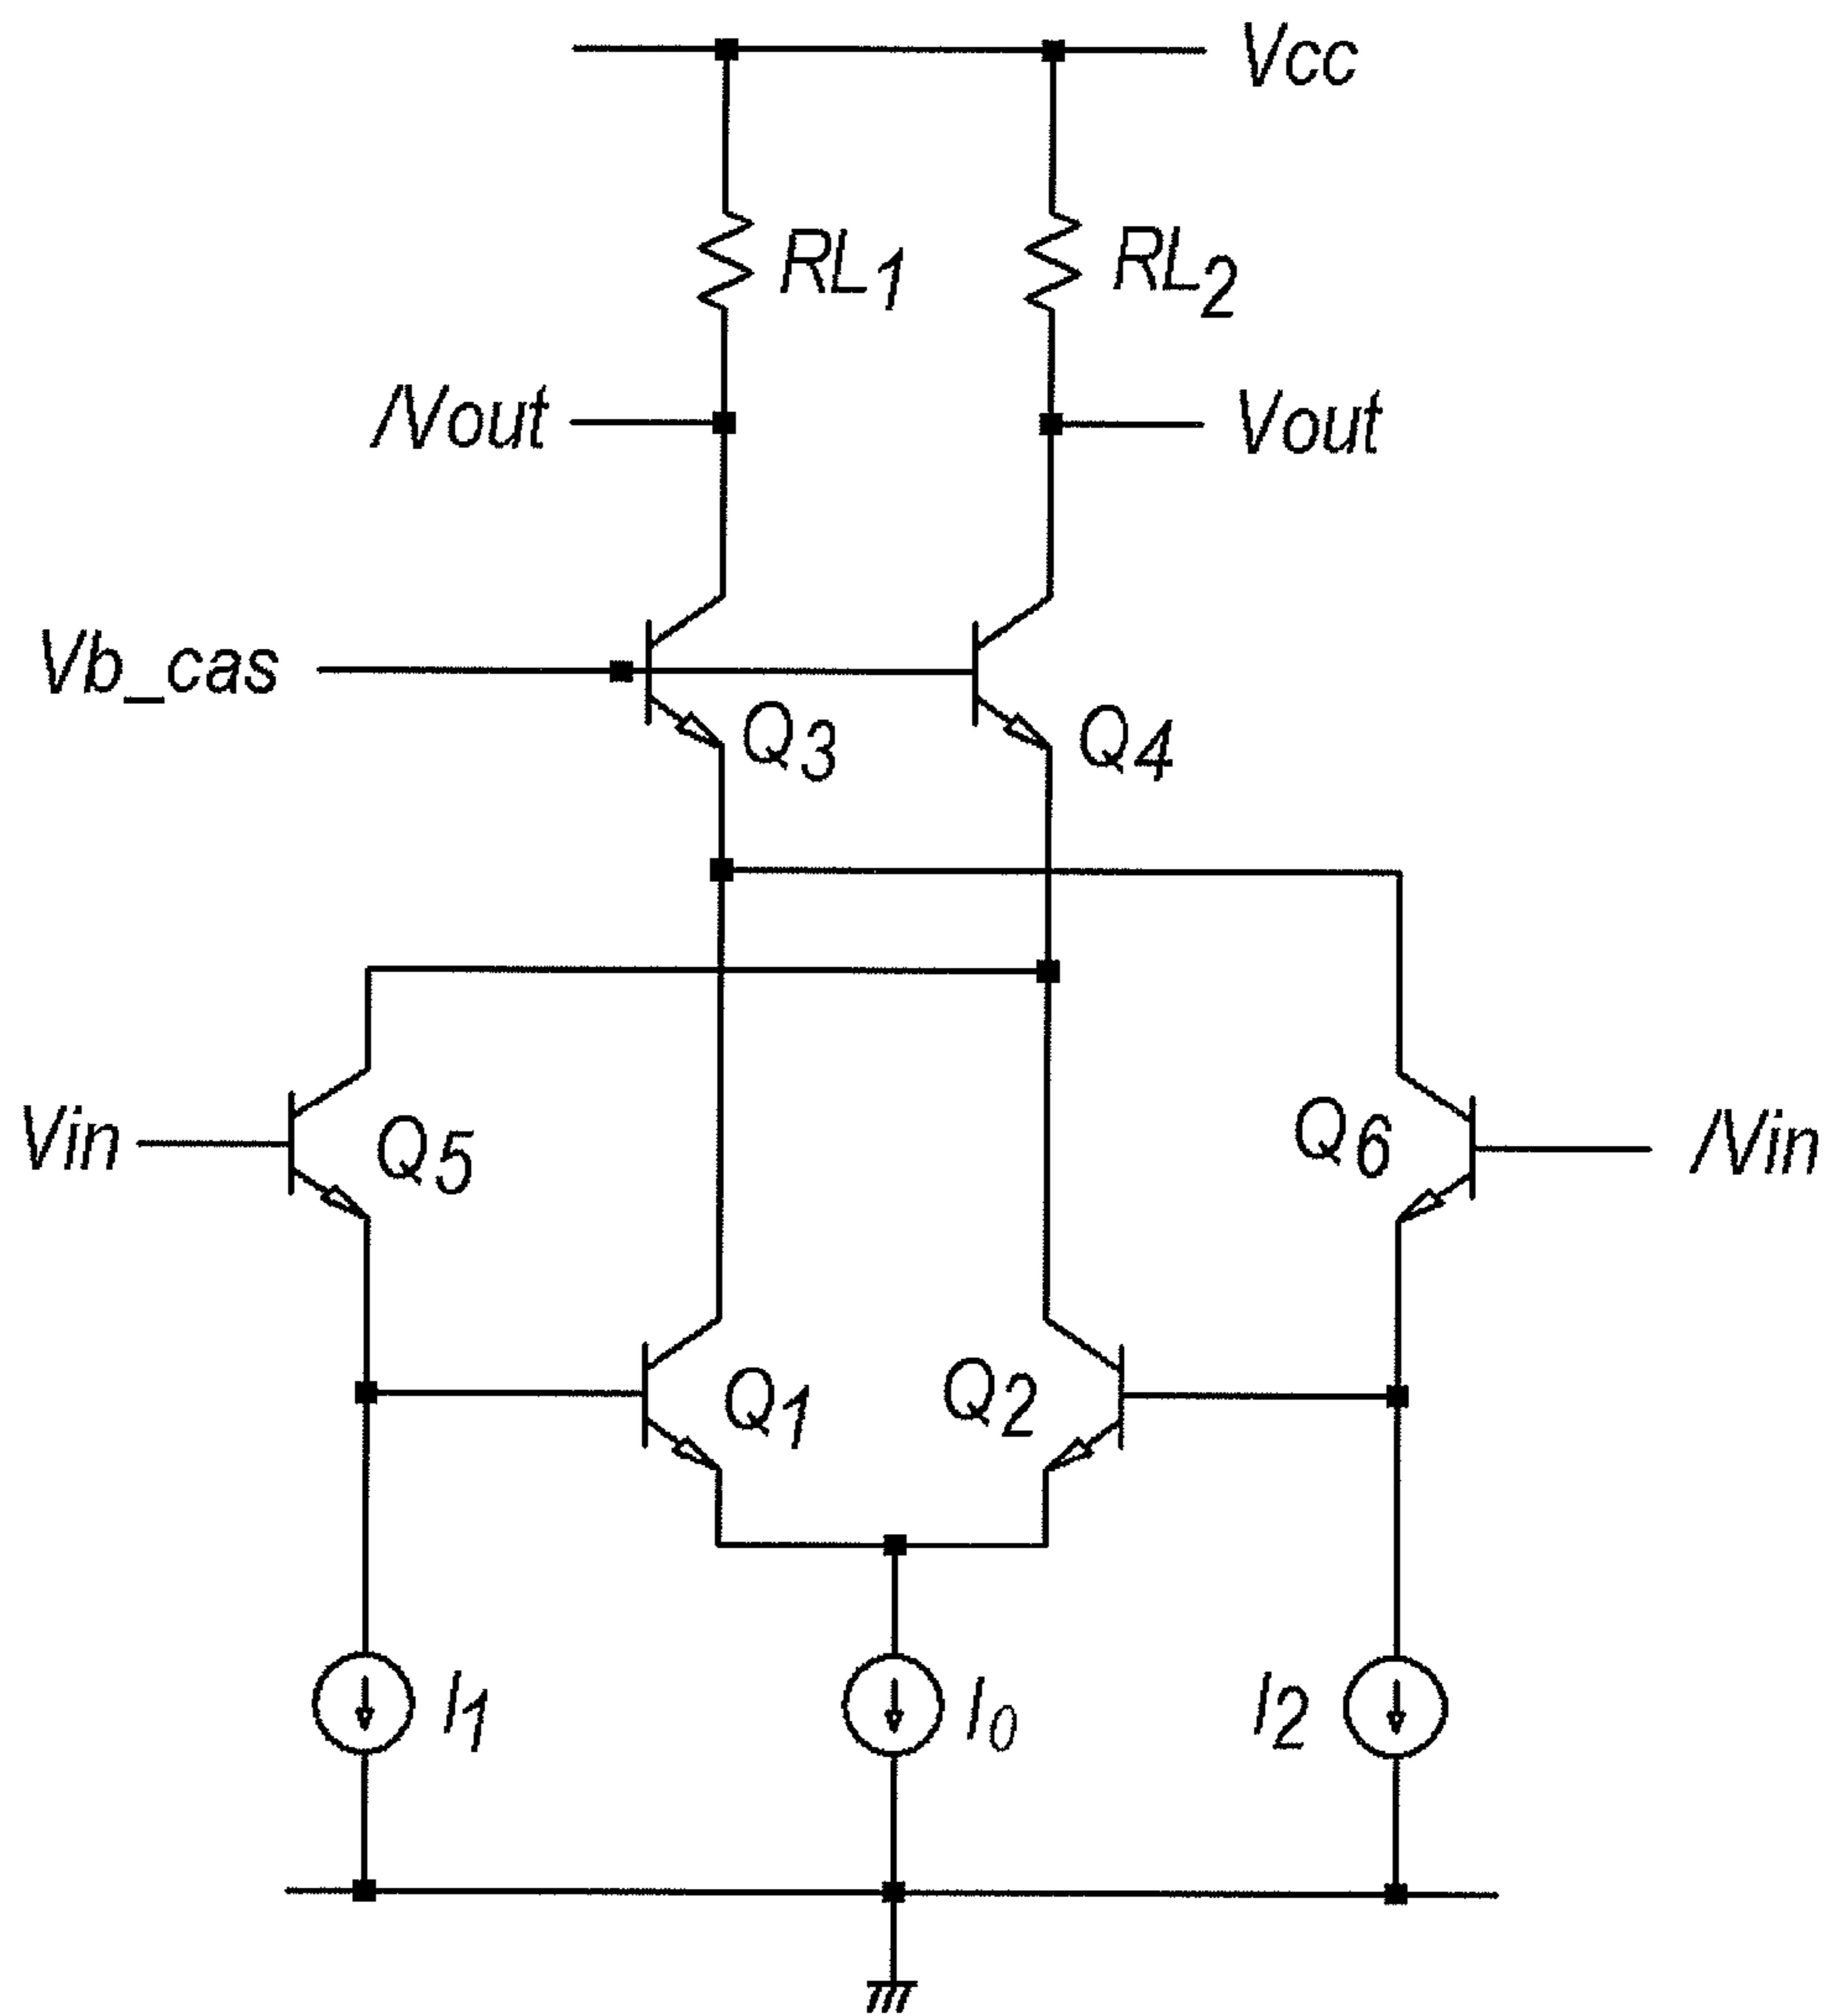 Vcc
RL1
RL2
/Vout
Vout
Vb_cas
Q3
Q4
Vin
Q5
Q6
/Vin
Q1
Q2
I1
I0
I2